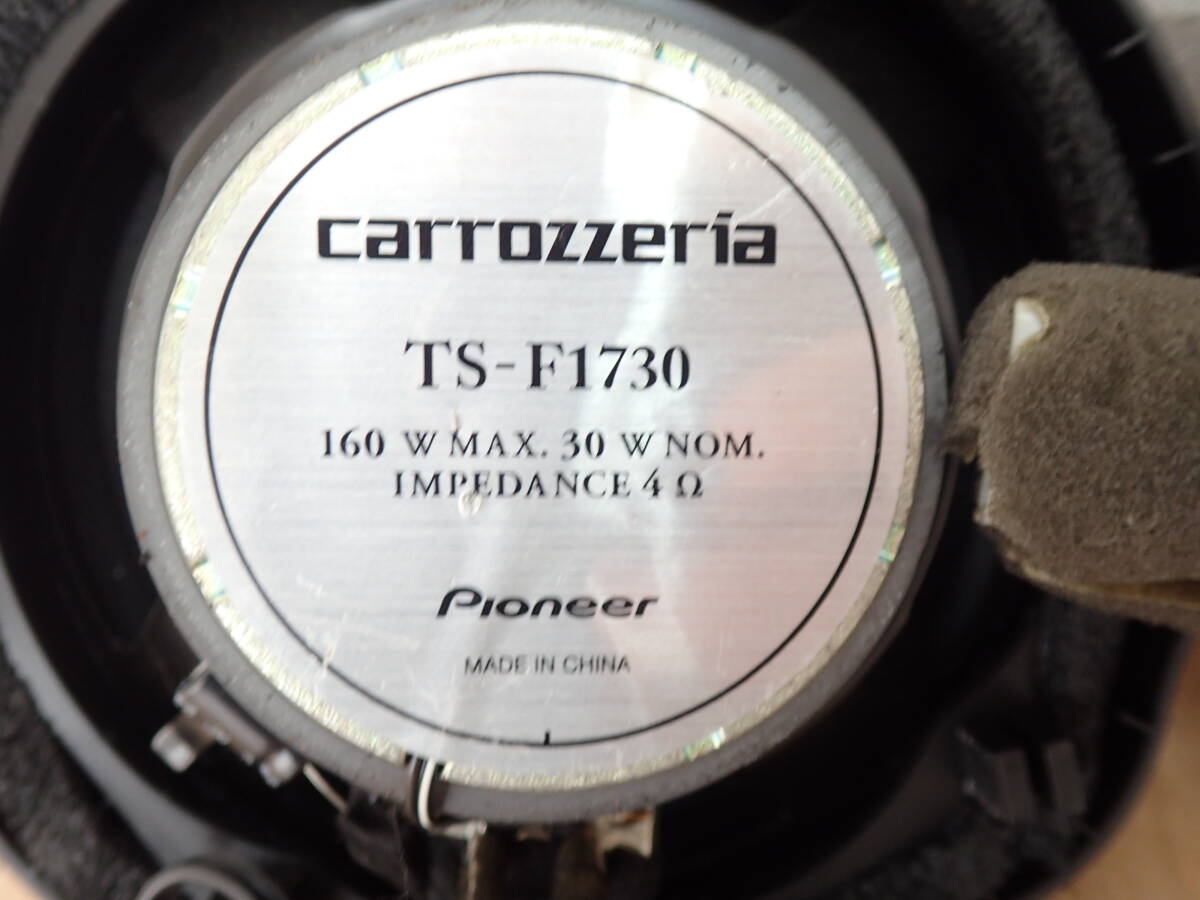 carrozzeria
TS-F1730
160 W MAX. 30 W NOM.
IMPEDANCE 4 Ω
Pioneer
MADE IN CHINA